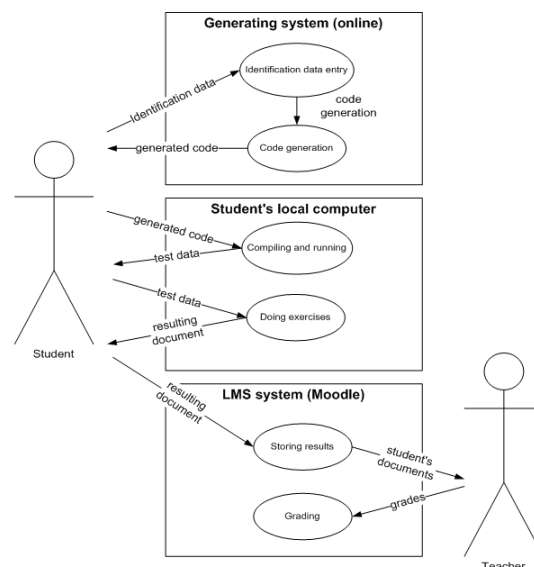 Generating system (online)
Identification data entry
Identification data
code
generation
generated code
Code generation
Student's local computer
generated code
Compiling and running
test data
test data
Doing exercises
resulting
document
Student
LMS system (Moodle)
resulting
document
Storing results
student's
documents
grades
Grading
Teacher